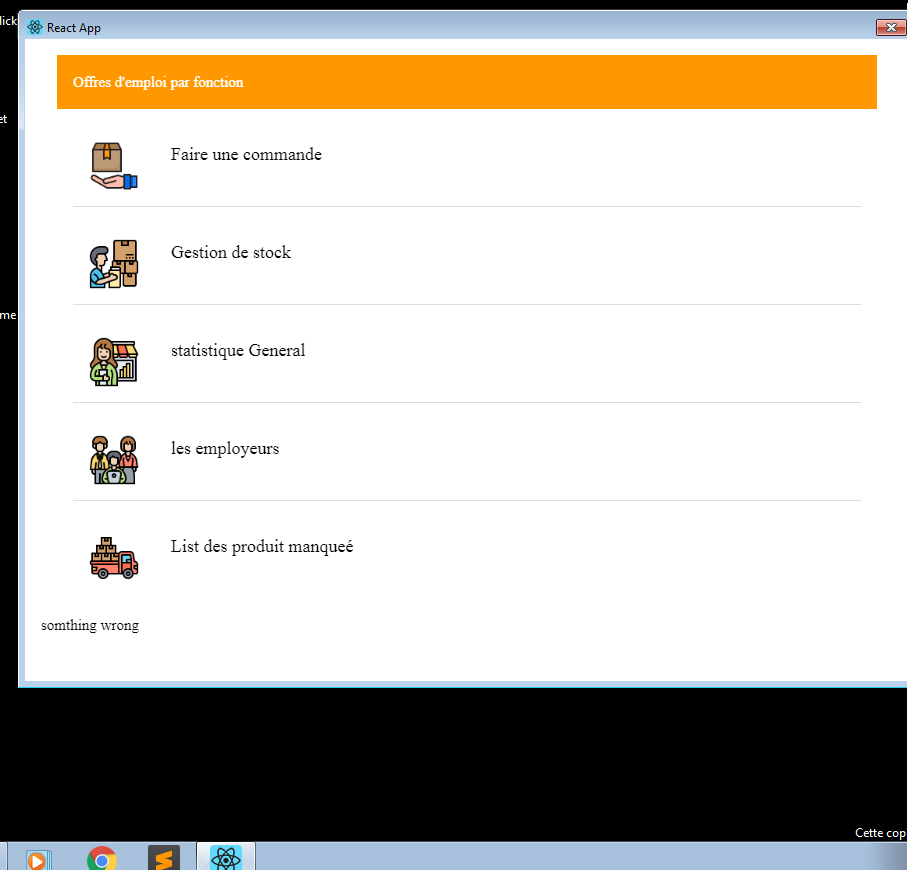 lick
React App
Offres d'emploi par fonction
et
Faire une commande
Gestion de stock
me
statistique General
les employeurs
List des produit manqueé
somthing wrong
Cette cop